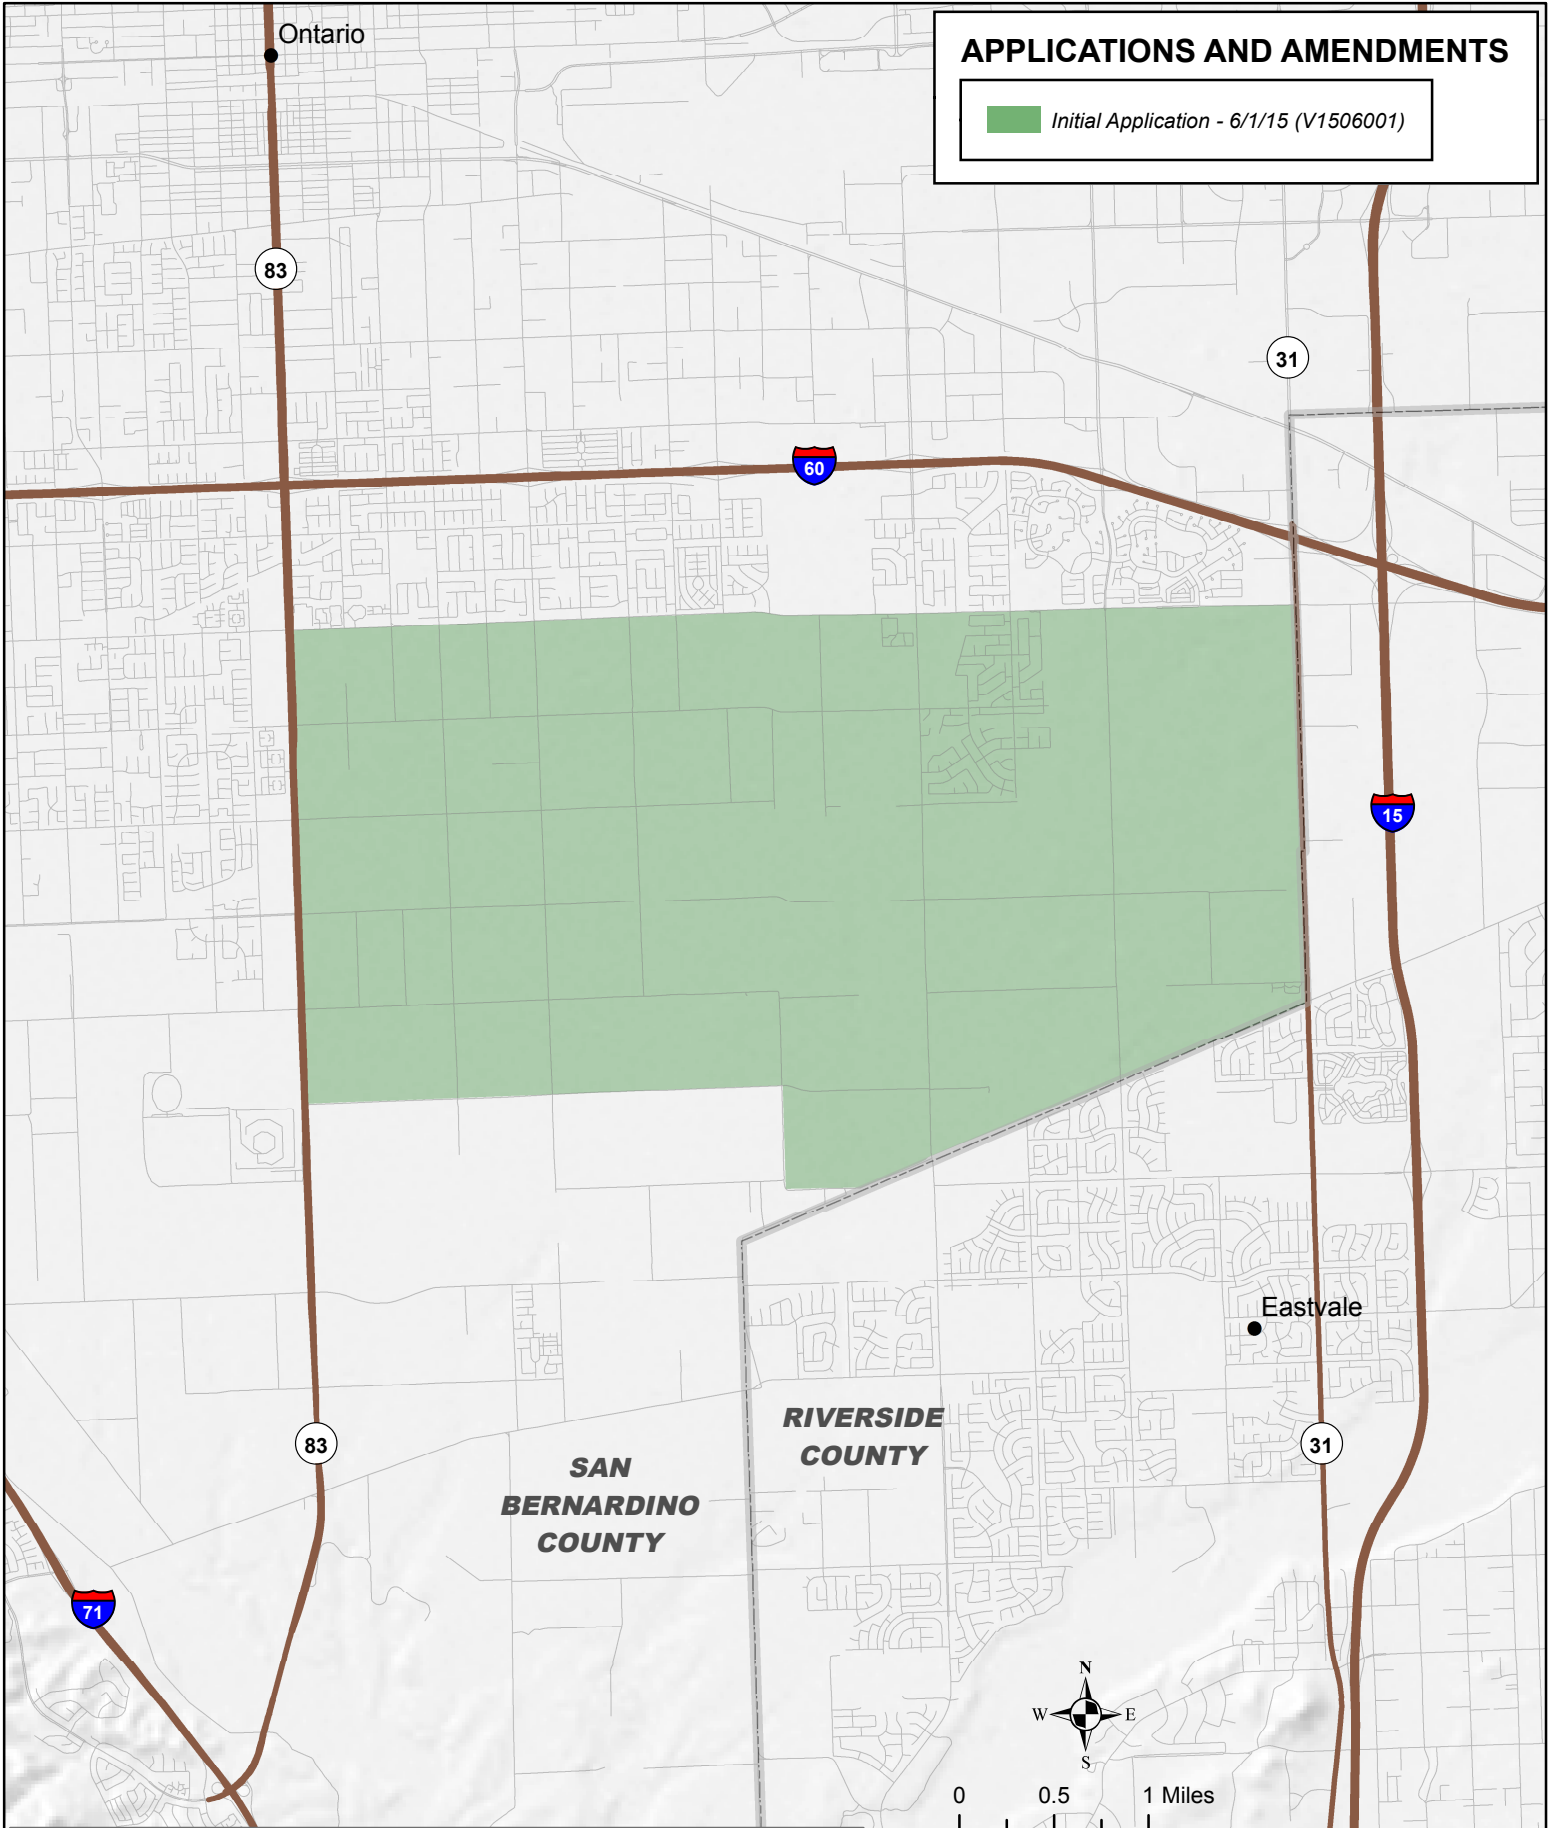 Ontario
APPLICATIONS AND AMENDMENTS
Initial Application - 6/1/15 (V1506001)
83
31
60
15
Eastvale
RIVERSIDE
COUNTY
83
31
SAN
BERNARDINO
COUNTY
71
N
W E
S
0 0.5 1 Miles